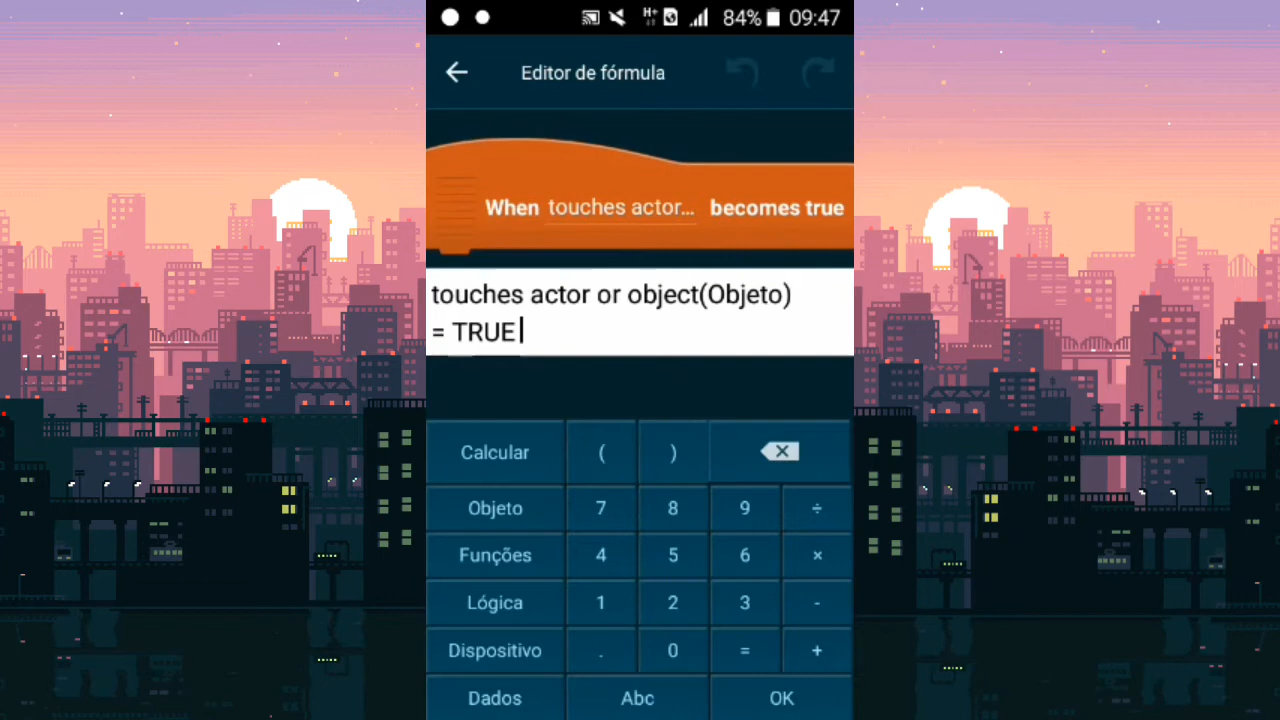 84% 09:47
Editor de fórmula
When touches actor... becomes true
touches actor or object(Objeto)
= TRUE
Calcular ( )
Objeto 7 8 9 ÷
Funções 4 5 6 ×
Lógica 1 2 3 -
Dispositivo . 0 = +
Dados Abc OK